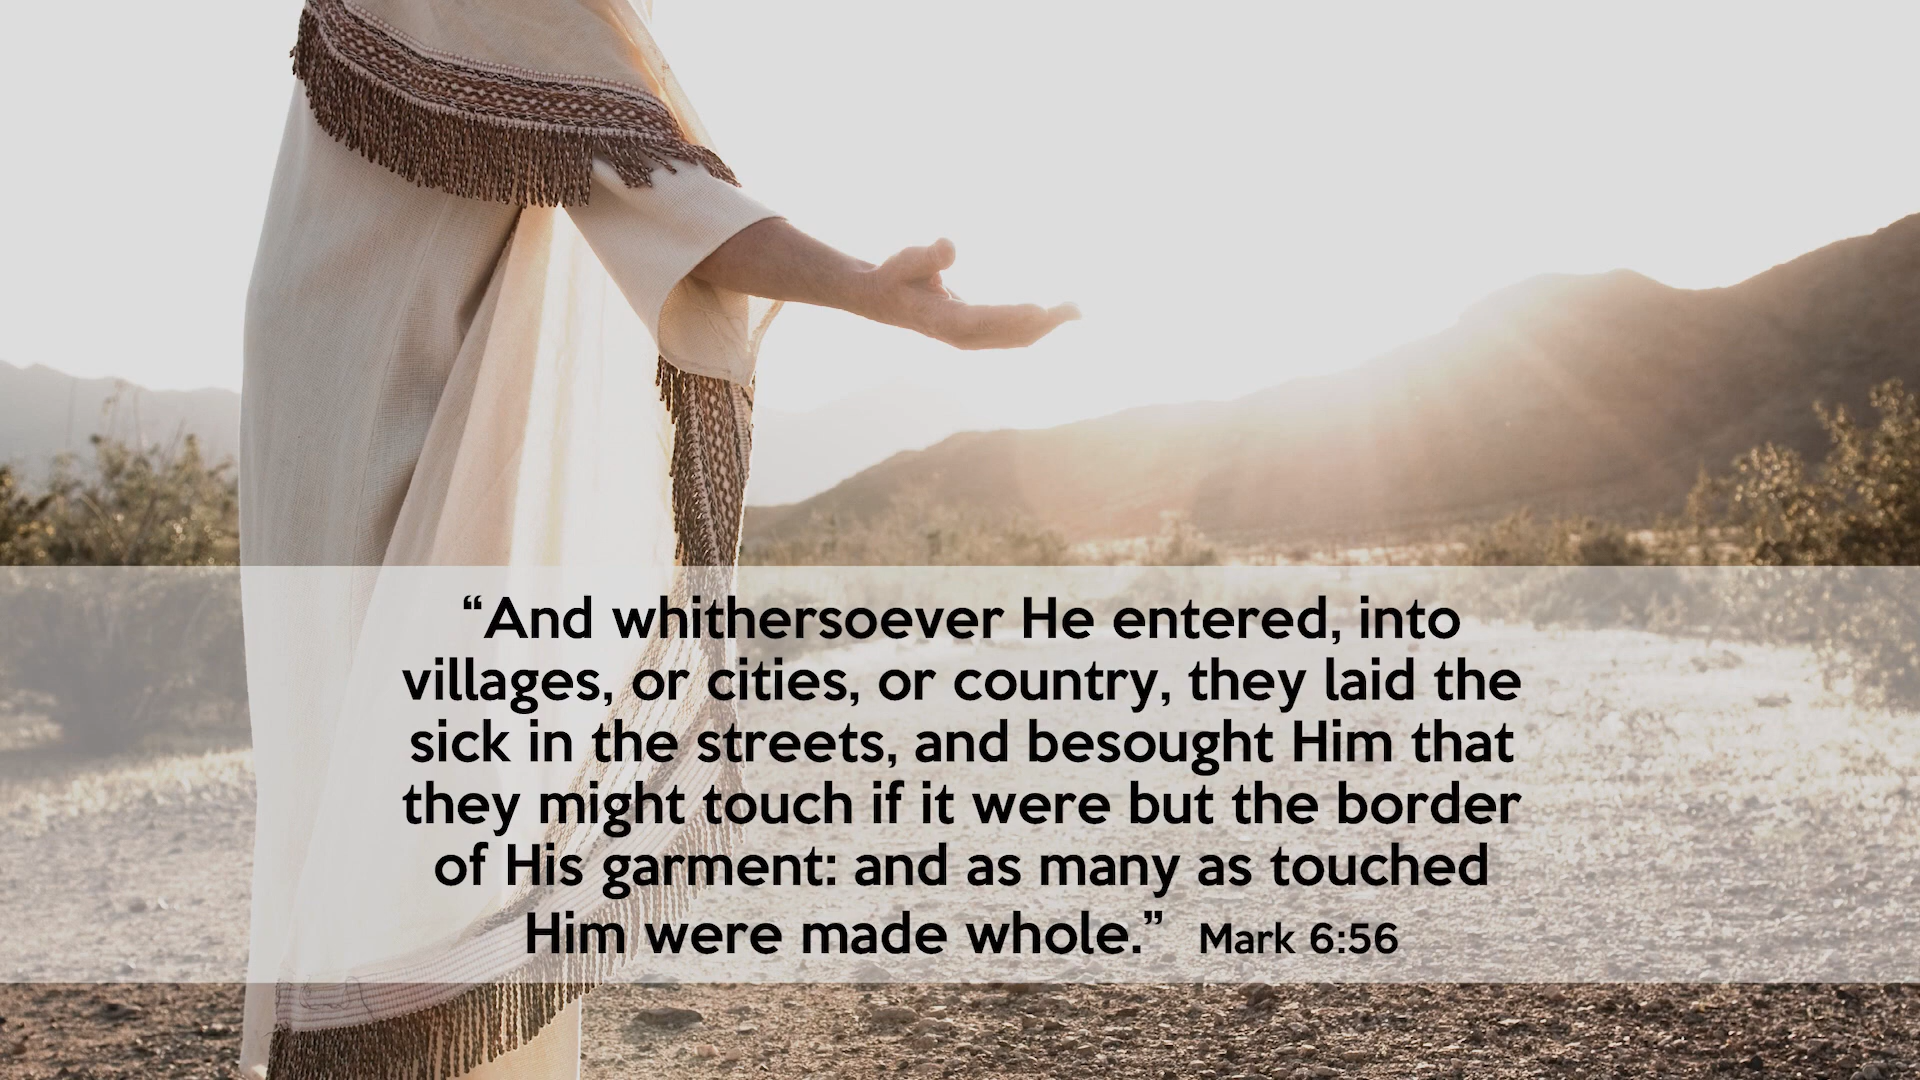 “And whithersoever He entered, into
villages, or cities, or country, they laid the
sick in the streets, and besought Him that
they might touch if it were but the border
of His garment: and as many as touched
Him were made whole.” Mark 6:56